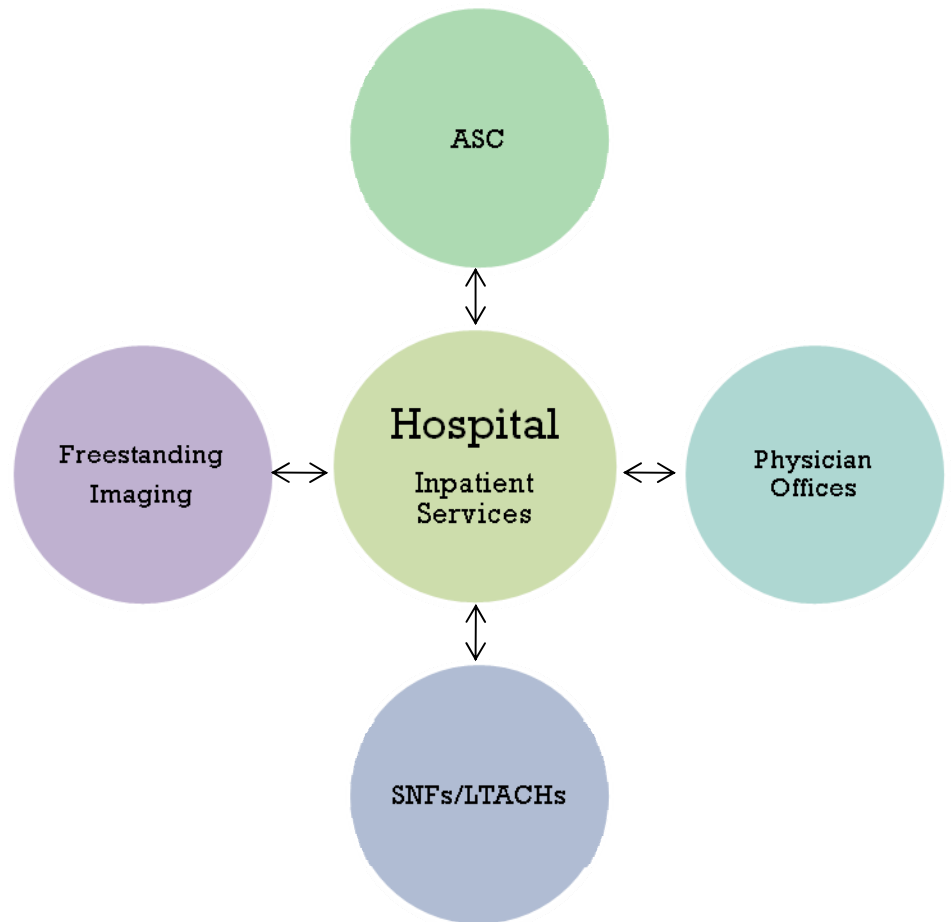 ASC
Freestanding
Imaging
Hospital
Inpatient
Services
Physician
Offices
SNFs/LTACHs